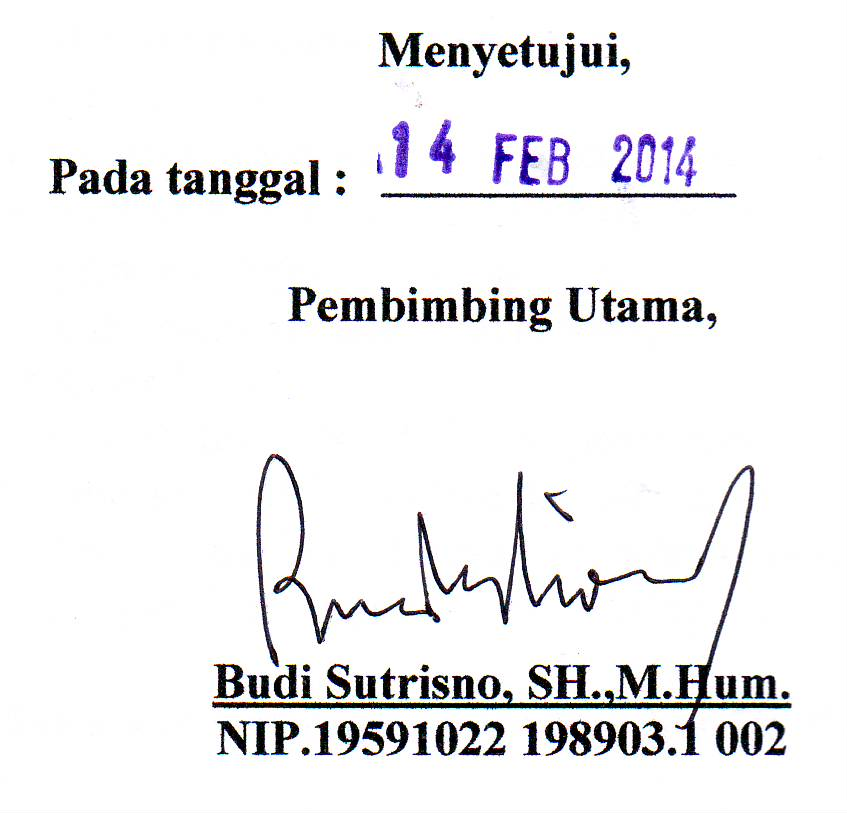 Menyetujui,
Pada tanggal : 14 FEB 2014
Pembimbing Utama,
Budi Sutrisno, SH.,M.Hum.
NIP.19591022 198903.1 002